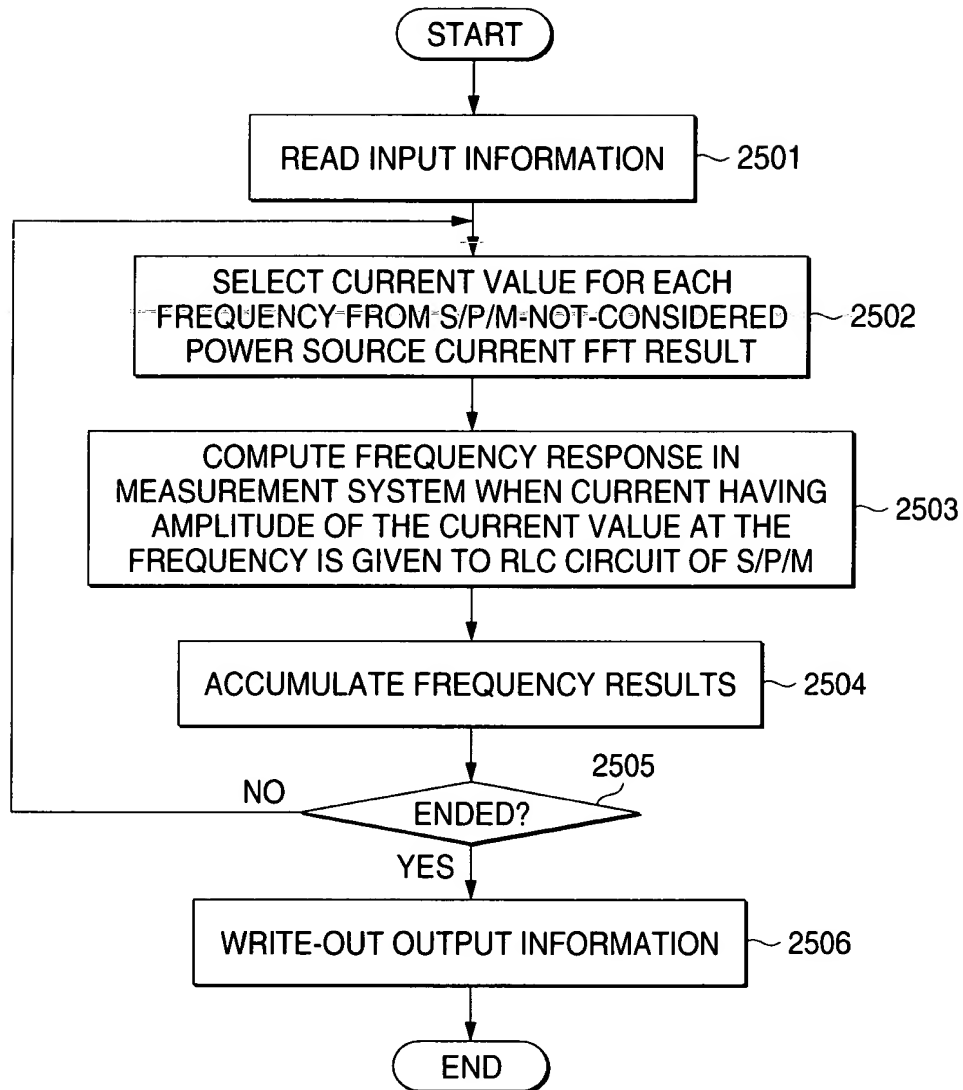 START
READ INPUT INFORMATION
2501
SELECT CURRENT VALUE FOR EACH
FREQUENCY FROM S/P/M-NOT-CONSIDERED
POWER SOURCE CURRENT FFT RESULT
2502
COMPUTE FREQUENCY RESPONSE IN
MEASUREMENT SYSTEM WHEN CURRENT HAVING
AMPLITUDE OF THE CURRENT VALUE AT THE
FREQUENCY IS GIVEN TO RLC CIRCUIT OF S/P/M
2503
ACCUMULATE FREQUENCY RESULTS
2504
2505
NO
ENDED?
YES
WRITE-OUT OUTPUT INFORMATION
2506
END